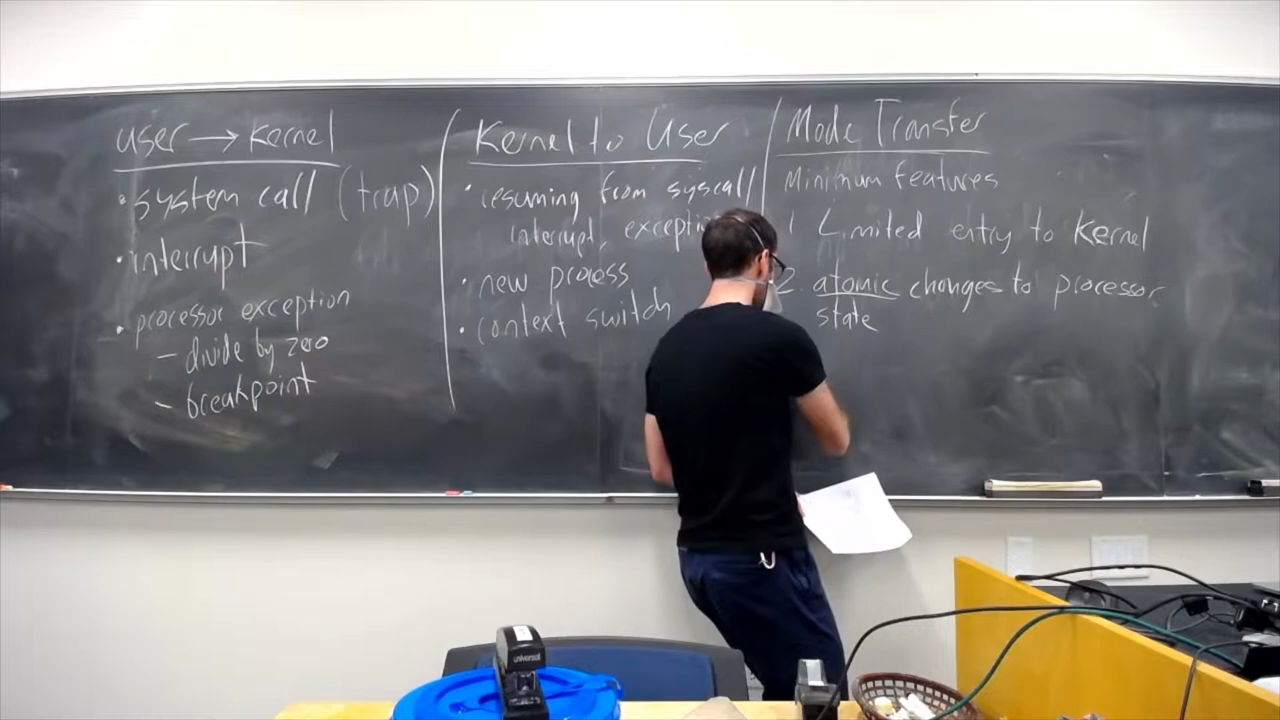 user → Kernel
• system call (trap)
• interrupt
• processor exception
– divide by zero
– breakpoint
Kernel to User
• resuming from syscall
interrupt, exception
• new process
• context switch
Mode Transfer
Minimum features
1 Limited entry to Kernel
2. atomic changes to processor
state
universal